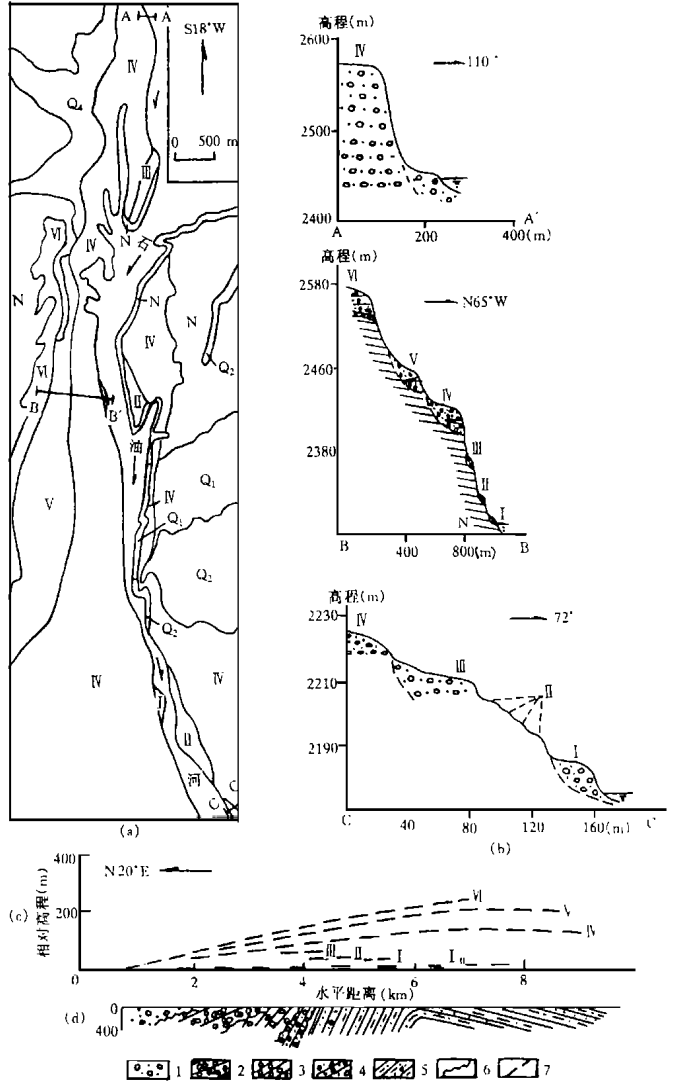 A A
S18°W
IV
Q₄
0 500 m
III
VI
IV
N
石
N
N
N
IV
Q₂
VI
II
B B′
油
Q₁
V
IV
Q₁
Q₂
Q₂
IV
IV
I
II
河
C
(a)
高程(m)
2600
IV
110°
2500
2400
A 200 400(m) A′
高程(m)
2580
VI
N65°W
2460
V
IV
2380
III
II
I
N
B 400 800(m) B
高程(m)
2230
IV
72°
III
2210
II
2190
I
C 40 80 120 160(m) C′
(b)
400
N20°E
(c)
相对高程(m)
200
VI
V
IV
III II I I₀
0 2 4 6 8
水平距离(km)
(d)
0
400
1 2 3 4 5 6 7